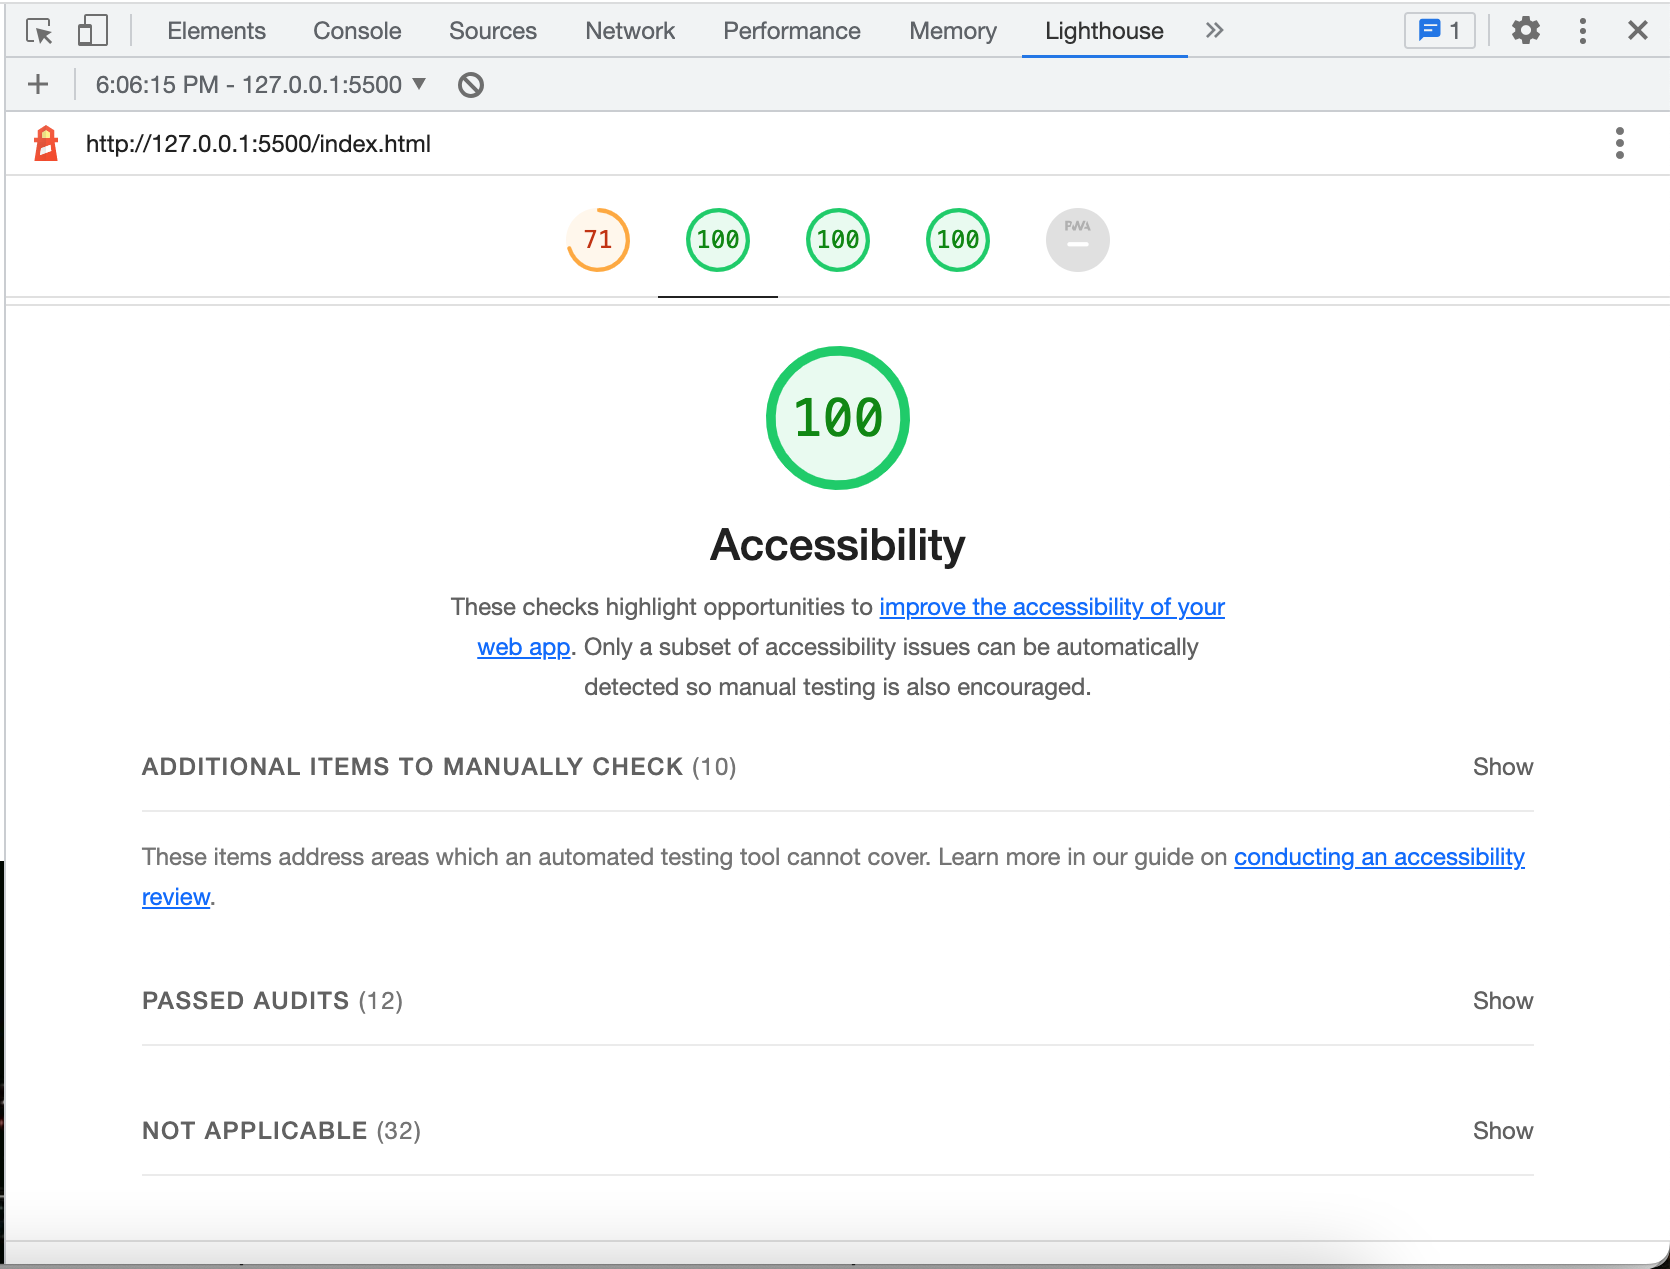 Elements Console Sources Network Performance Memory Lighthouse 1
6:06:15 PM - 127.0.0.1:5500
http://127.0.0.1:5500/index.html
71 100 100 100 PWA
100
Accessibility
These checks highlight opportunities to improve the accessibility of your
web app. Only a subset of accessibility issues can be automatically
detected so manual testing is also encouraged.
ADDITIONAL ITEMS TO MANUALLY CHECK (10) Show
These items address areas which an automated testing tool cannot cover. Learn more in our guide on conducting an accessibility
review.
PASSED AUDITS (12) Show
NOT APPLICABLE (32) Show